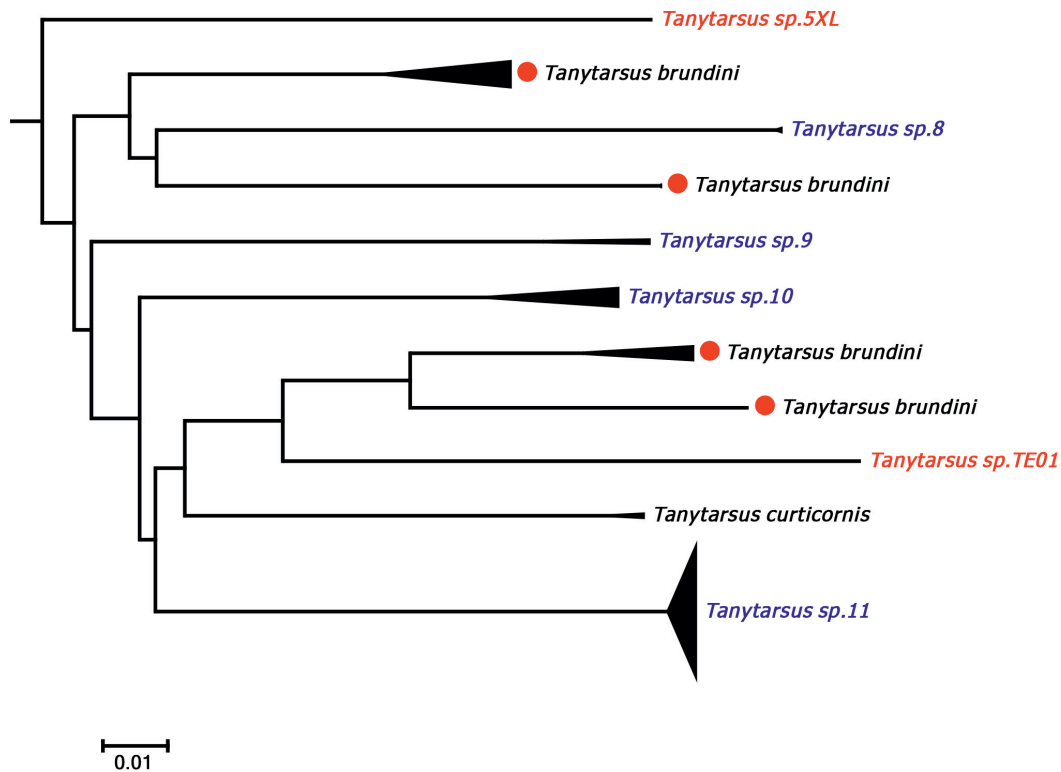 Tanytarsus sp.5XL
Tanytarsus brundini
Tanytarsus sp.8
Tanytarsus brundini
Tanytarsus sp.9
Tanytarsus sp.10
Tanytarsus brundini
Tanytarsus brundini
Tanytarsus sp.TE01
Tanytarsus curticornis
Tanytarsus sp.11
0.01